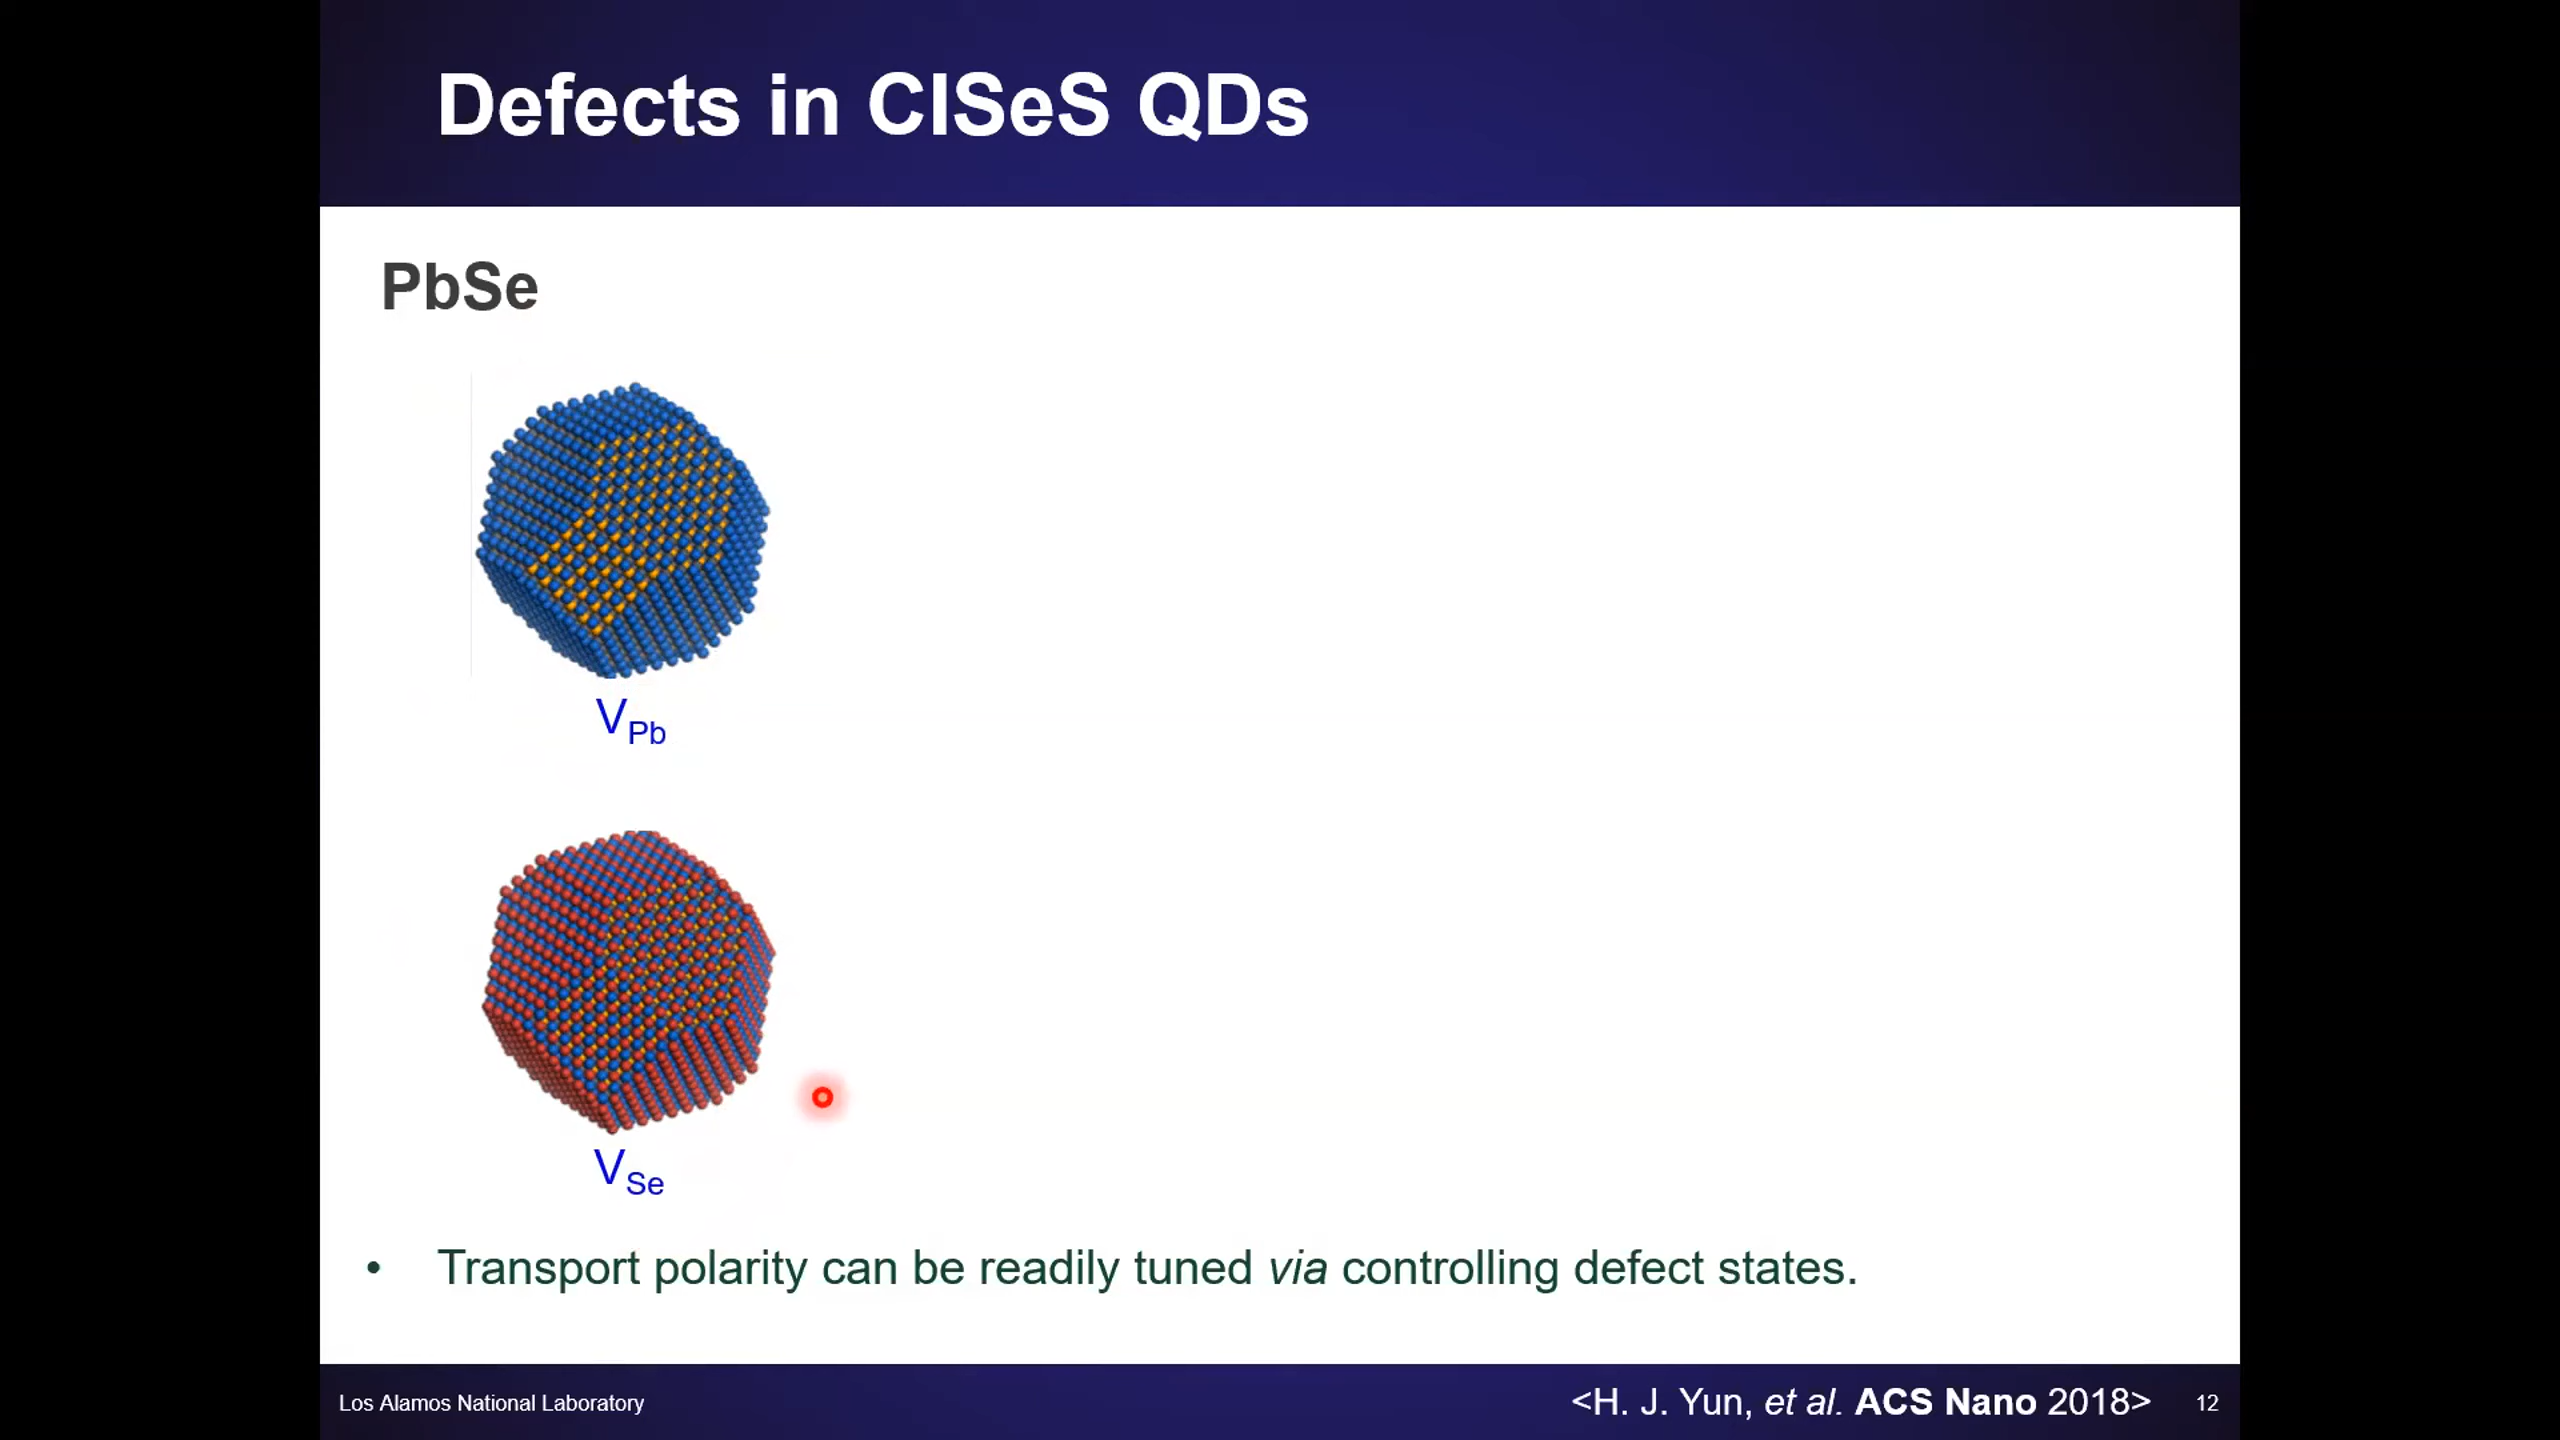 Defects in CISeS QDs
PbSe
V_Pb
V_Se
• Transport polarity can be readily tuned via controlling defect states.
Los Alamos National Laboratory
<H. J. Yun, et al. ACS Nano 2018>
12